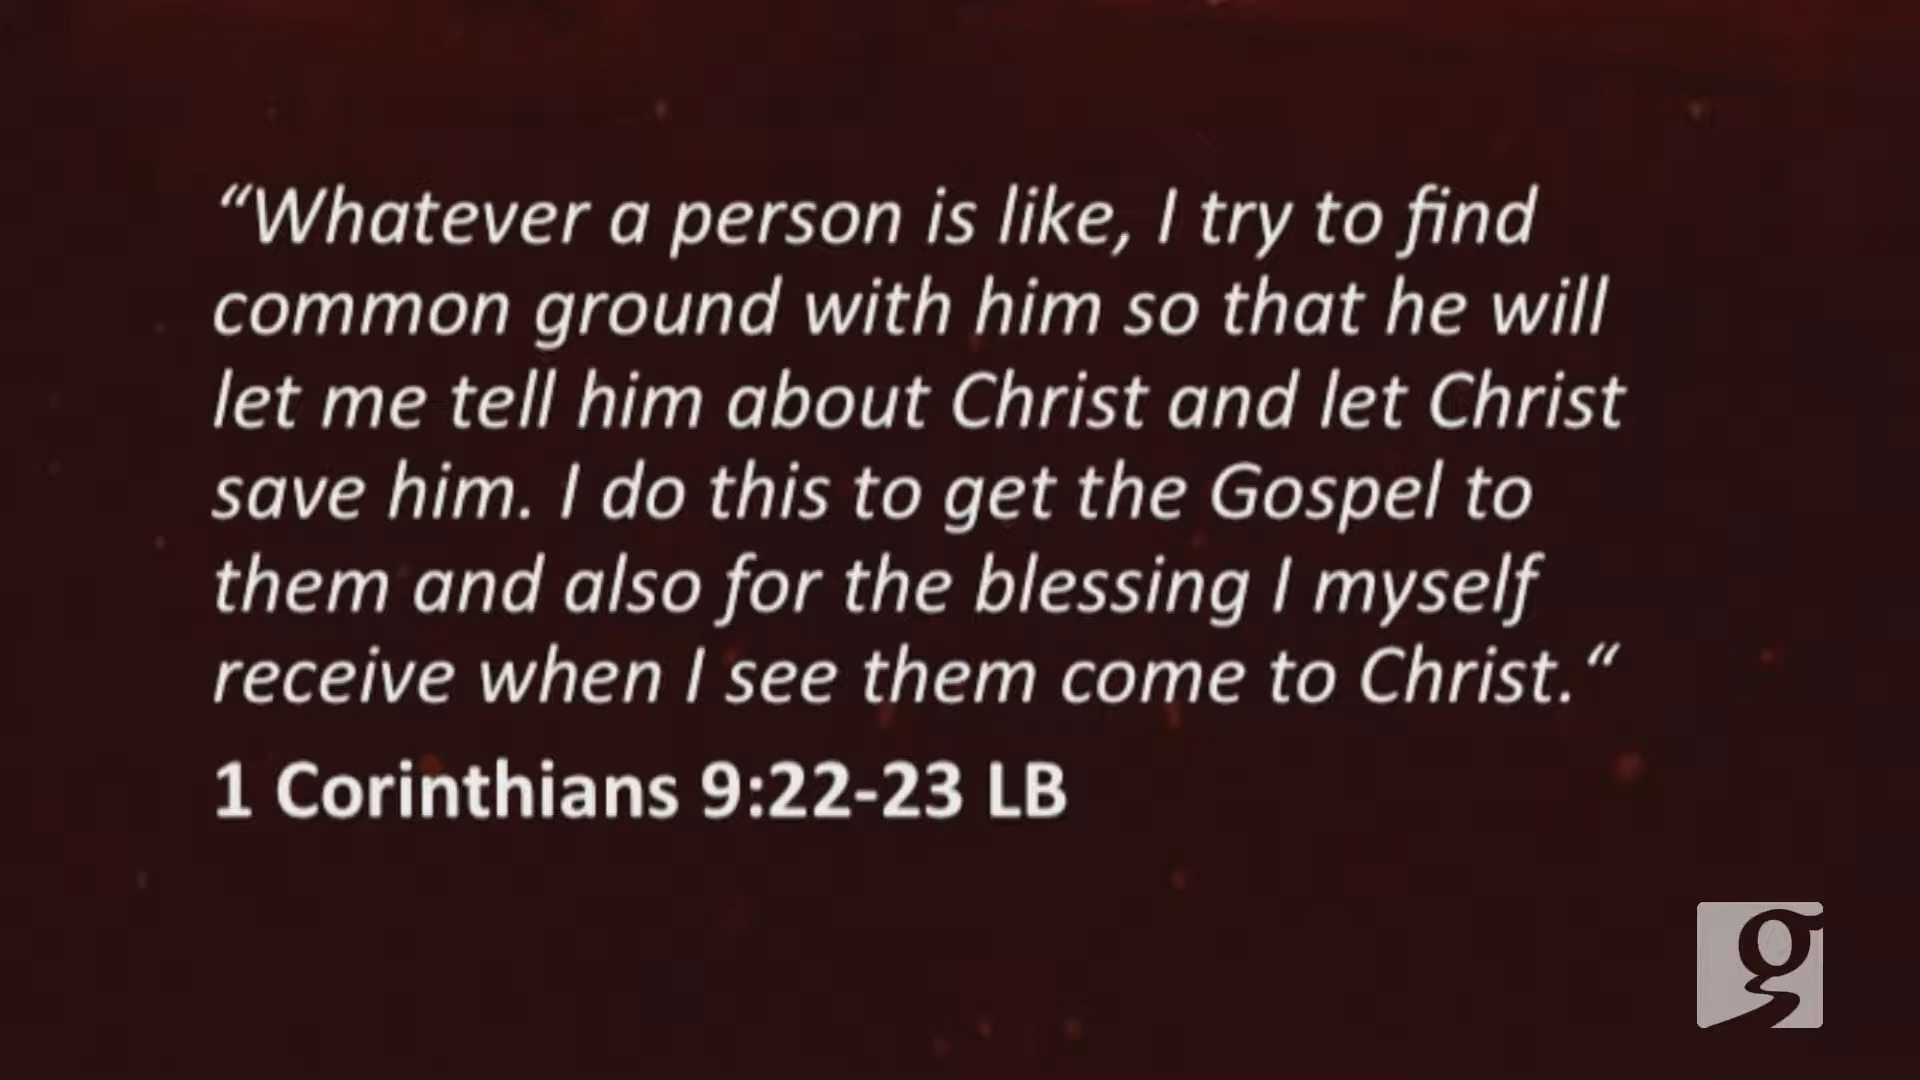 “Whatever a person is like, I try to find
common ground with him so that he will
let me tell him about Christ and let Christ
save him. I do this to get the Gospel to
them and also for the blessing I myself
receive when I see them come to Christ.“
1 Corinthians 9:22-23 LB
g